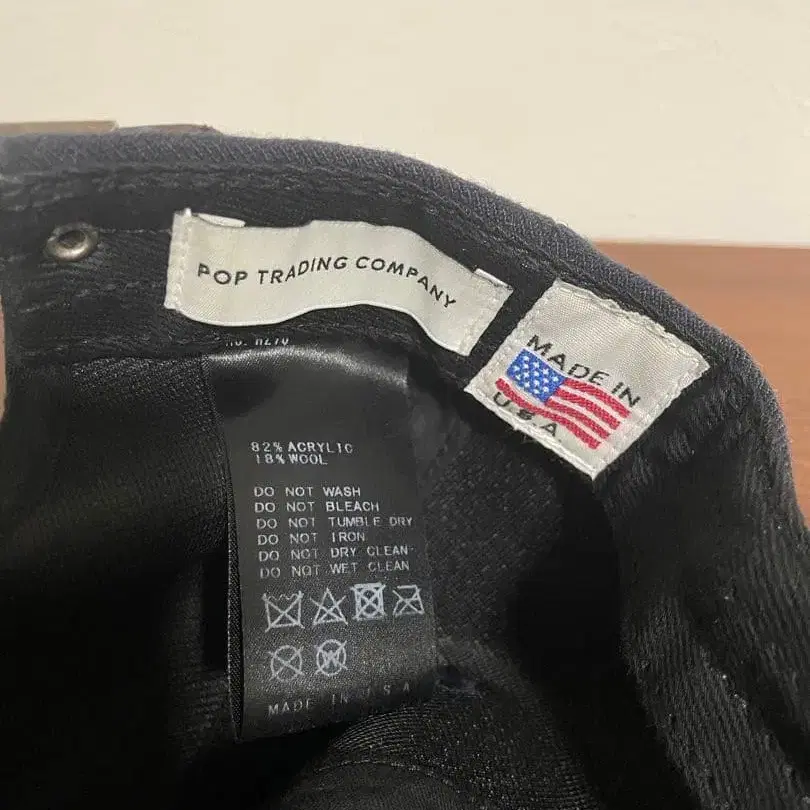 POP TRADING COMPANY
MADE IN
U.S.A
82% ACRYLIC
18% WOOL
DO NOT WASH
DO NOT BLEACH
DO NOT TUMBLE DRY
DO NOT IRON
DO NOT DRY CLEAN
DO NOT WET CLEAN
W
MADE IN U.S.A